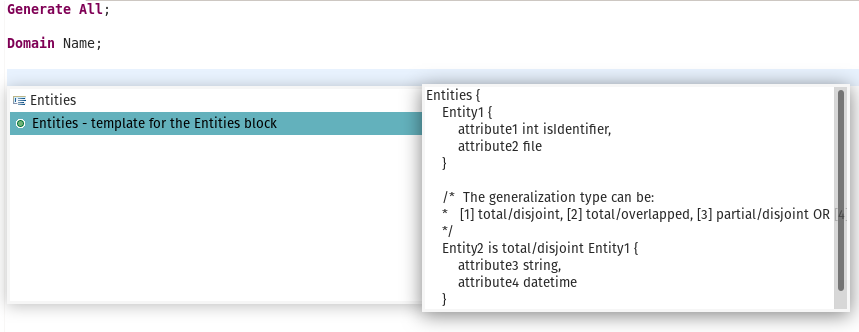 Generate All;
Domain Name;
Entities
Entities - template for the Entities block
Entities {
Entity1 {
attribute1 int isIdentifier,
attribute2 file
}
/* The generalization type can be:
* [1] total/disjoint, [2] total/overlapped, [3] partial/disjoint OR [4]
*/
Entity2 is total/disjoint Entity1 {
attribute3 string,
attribute4 datetime
}